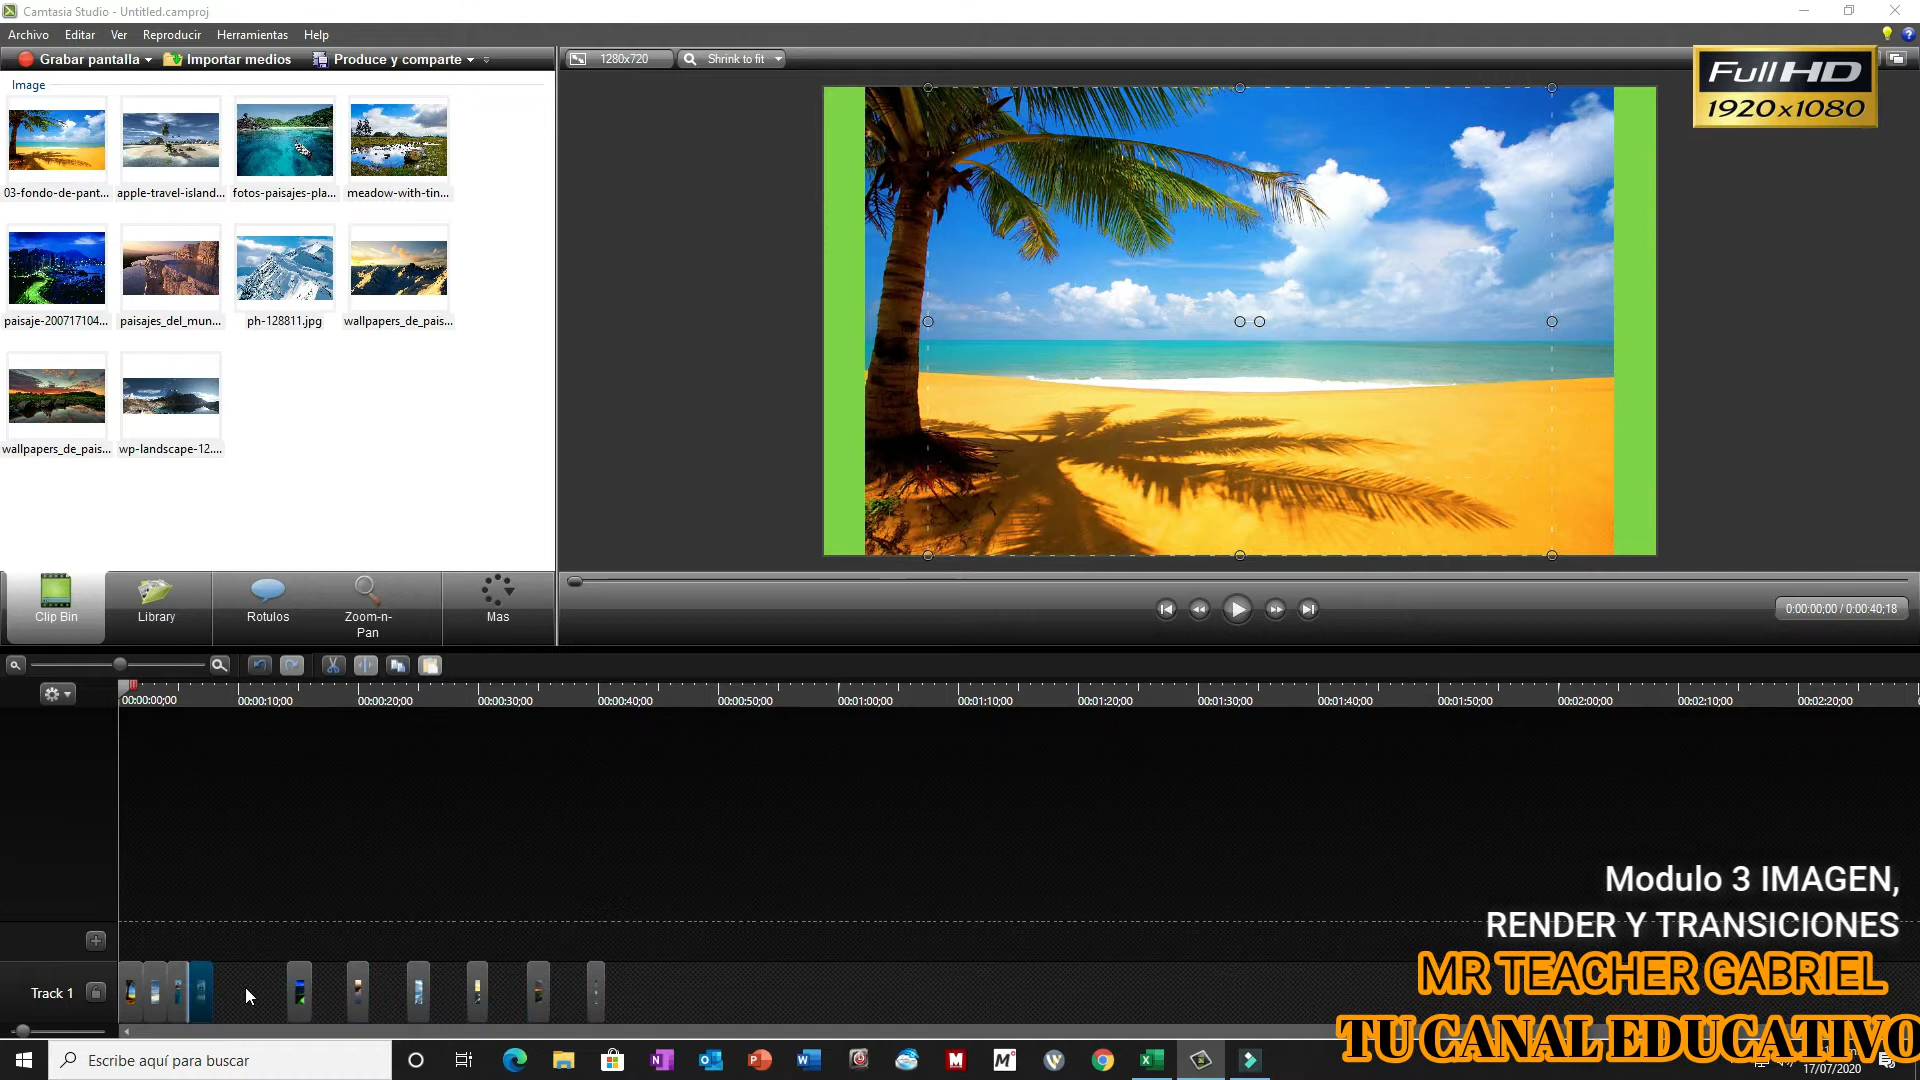 Camtasia Studio - Untitled.camproj
Archivo Editar Ver Reproducir Herramientas Help
Grabar pantalla Importar medios Produce y comparte
1280x720 Shrink to fit
FullHD
1920x1080
Image
03-fondo-de-pant... apple-travel-island... fotos-paisajes-pla... meadow-with-tin...
paisaje-200717104... paisajes_del_mun... ph-128811.jpg wallpapers_de_pais...
wallpapers_de_pais... wp-landscape-12....
Clip Bin Library Rotulos Zoom-n-Pan Mas
0:00:00;00 / 0:00:40;18
00:00:00;00 00:00:10;00 00:00:20;00 00:00:30;00 00:00:40;00 00:00:50;00 00:01:00;00 00:01:10;00 00:01:20;00 00:01:30;00 00:01:40;00 00:01:50;00 00:02:00;00 00:02:10;00 00:02:20;00
Modulo 3 IMAGEN,
RENDER Y TRANSICIONES
Track 1
MR TEACHER GABRIEL
TU CANAL EDUCATIVO
Escribe aquí para buscar
17/07/2020